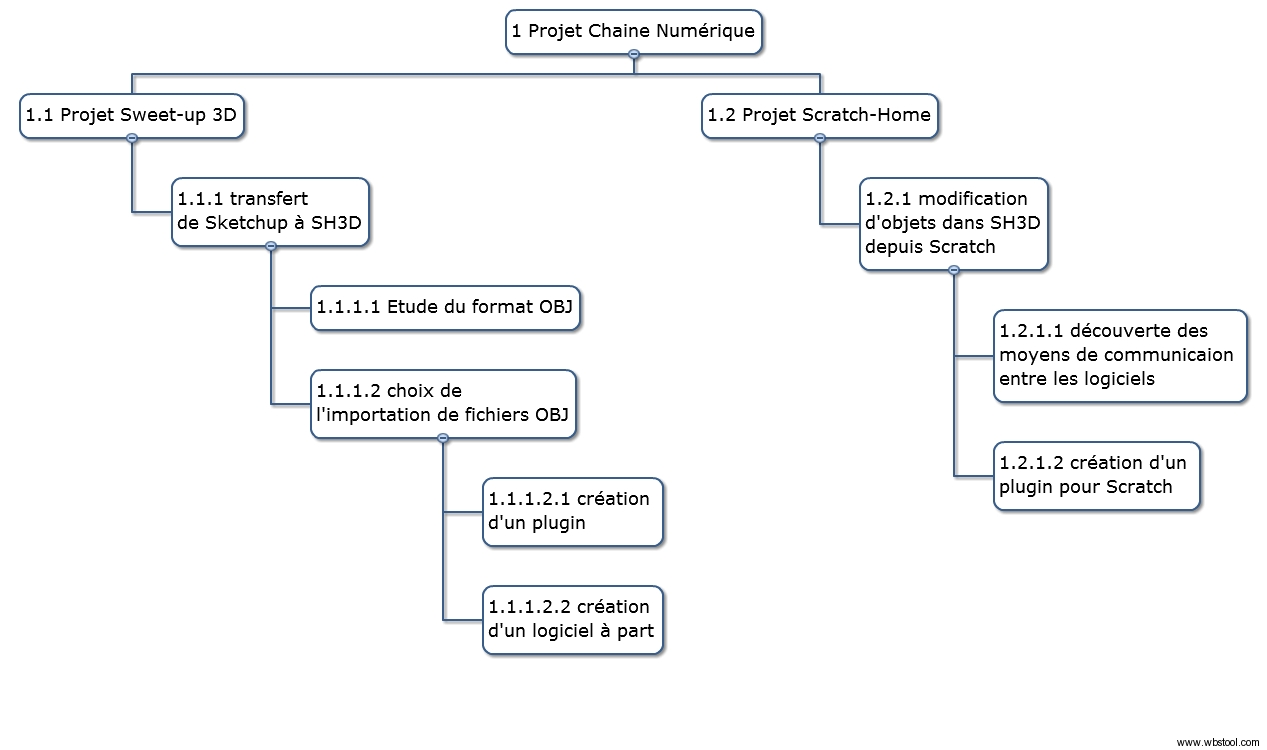 1 Projet Chaine Numérique
1.1 Projet Sweet-up 3D
1.2 Projet Scratch-Home
1.1.1 transfert
de Sketchup à SH3D
1.2.1 modification
d'objets dans SH3D
depuis Scratch
1.1.1.1 Etude du format OBJ
1.1.1.2 choix de
l'importation de fichiers OBJ
1.2.1.1 découverte des
moyens de communicaion
entre les logiciels
1.2.1.2 création d'un
plugin pour Scratch
1.1.1.2.1 création
d'un plugin
1.1.1.2.2 création
d'un logiciel à part
www.wbstool.com